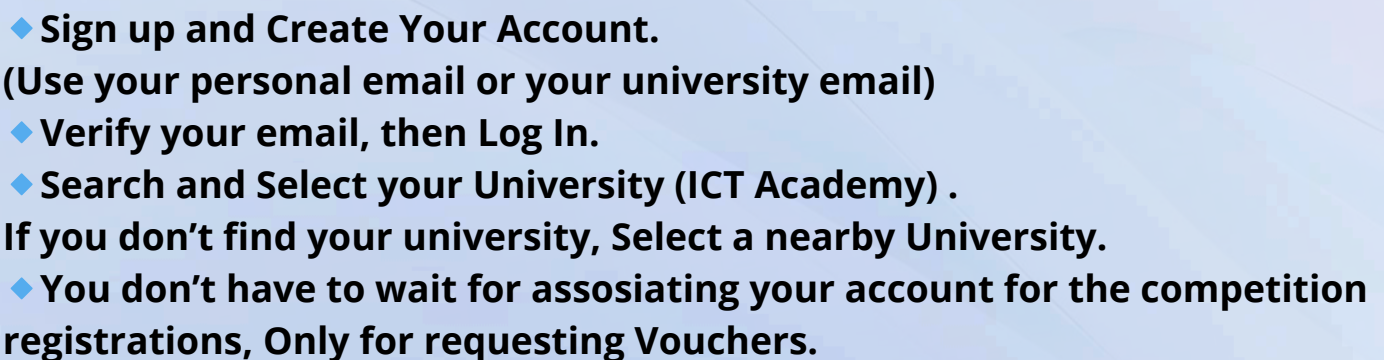 🔹Sign up and Create Your Account.
(Use your personal email or your university email)
🔹Verify your email, then Log In.
🔹Search and Select your University (ICT Academy) .
If you don’t find your university, Select a nearby University.
🔹You don’t have to wait for assosiating your account for the competition
registrations, Only for requesting Vouchers.